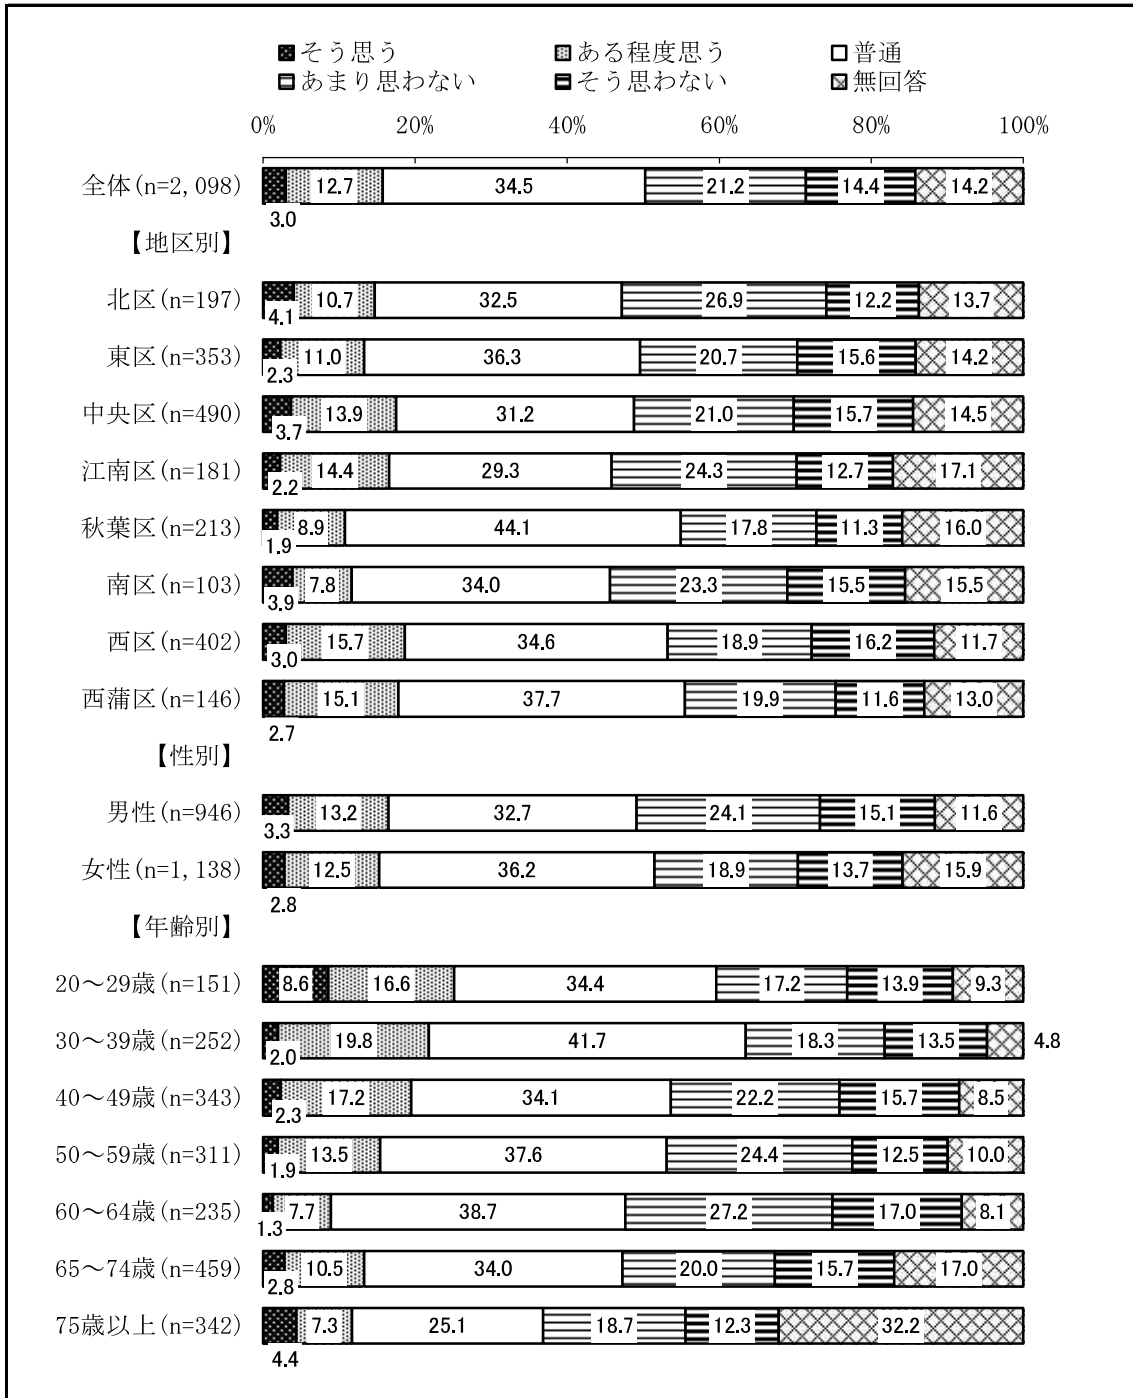 そう思う ある程度思う 普通
あまり思わない そう思わない 無回答
0% 20% 40% 60% 80% 100%
全体(n=2,098) 3.0 12.7 34.5 21.2 14.4 14.2
【地区別】
北区(n=197) 4.1 10.7 32.5 26.9 12.2 13.7
東区(n=353) 2.3 11.0 36.3 20.7 15.6 14.2
中央区(n=490) 3.7 13.9 31.2 21.0 15.7 14.5
江南区(n=181) 2.2 14.4 29.3 24.3 12.7 17.1
秋葉区(n=213) 1.9 8.9 44.1 17.8 11.3 16.0
南区(n=103) 3.9 7.8 34.0 23.3 15.5 15.5
西区(n=402) 3.0 15.7 34.6 18.9 16.2 11.7
西蒲区(n=146) 2.7 15.1 37.7 19.9 11.6 13.0
【性別】
男性(n=946) 3.3 13.2 32.7 24.1 15.1 11.6
女性(n=1,138) 2.8 12.5 36.2 18.9 13.7 15.9
【年齢別】
20～29歳(n=151) 8.6 16.6 34.4 17.2 13.9 9.3
30～39歳(n=252) 2.0 19.8 41.7 18.3 13.5 4.8
40～49歳(n=343) 2.3 17.2 34.1 22.2 15.7 8.5
50～59歳(n=311) 1.9 13.5 37.6 24.4 12.5 10.0
60～64歳(n=235) 1.3 7.7 38.7 27.2 17.0 8.1
65～74歳(n=459) 2.8 10.5 34.0 20.0 15.7 17.0
75歳以上(n=342) 4.4 7.3 25.1 18.7 12.3 32.2